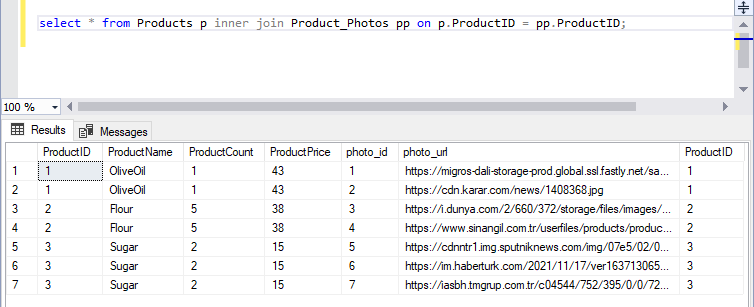 select * from Products p inner join Product_Photos pp on p.ProductID = pp.ProductID;
100 %
Results Messages
ProductID ProductName ProductCount ProductPrice photo_id photo_url ProductID
1 1 OliveOil 1 43 1 https://migros-dali-storage-prod.global.ssl.fastly.net/sa... 1
2 1 OliveOil 1 43 2 https://cdn.karar.com/news/1408368.jpg 1
3 2 Flour 5 38 3 https://i.dunya.com/2/660/372/storage/files/images/... 2
4 2 Flour 5 38 4 https://www.sinangil.com.tr/userfiles/products/produc... 2
5 3 Sugar 2 15 5 https://cdnntr1.img.sputniknews.com/img/07e5/02/0... 3
6 3 Sugar 2 15 6 https://im.haberturk.com/2021/11/17/ver163713065... 3
7 3 Sugar 2 15 7 https://iasbh.tmgrup.com.tr/c04544/752/395/0/0/72... 3